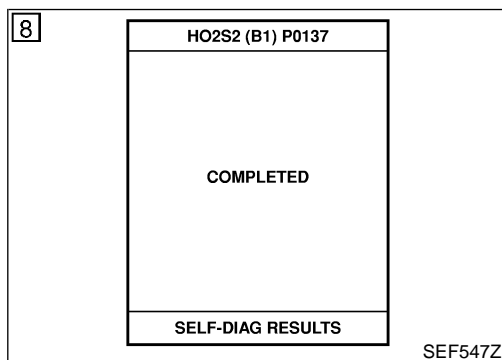 8
HO2S2 (B1) P0137
COMPLETED
SELF-DIAG RESULTS
SEF547Z